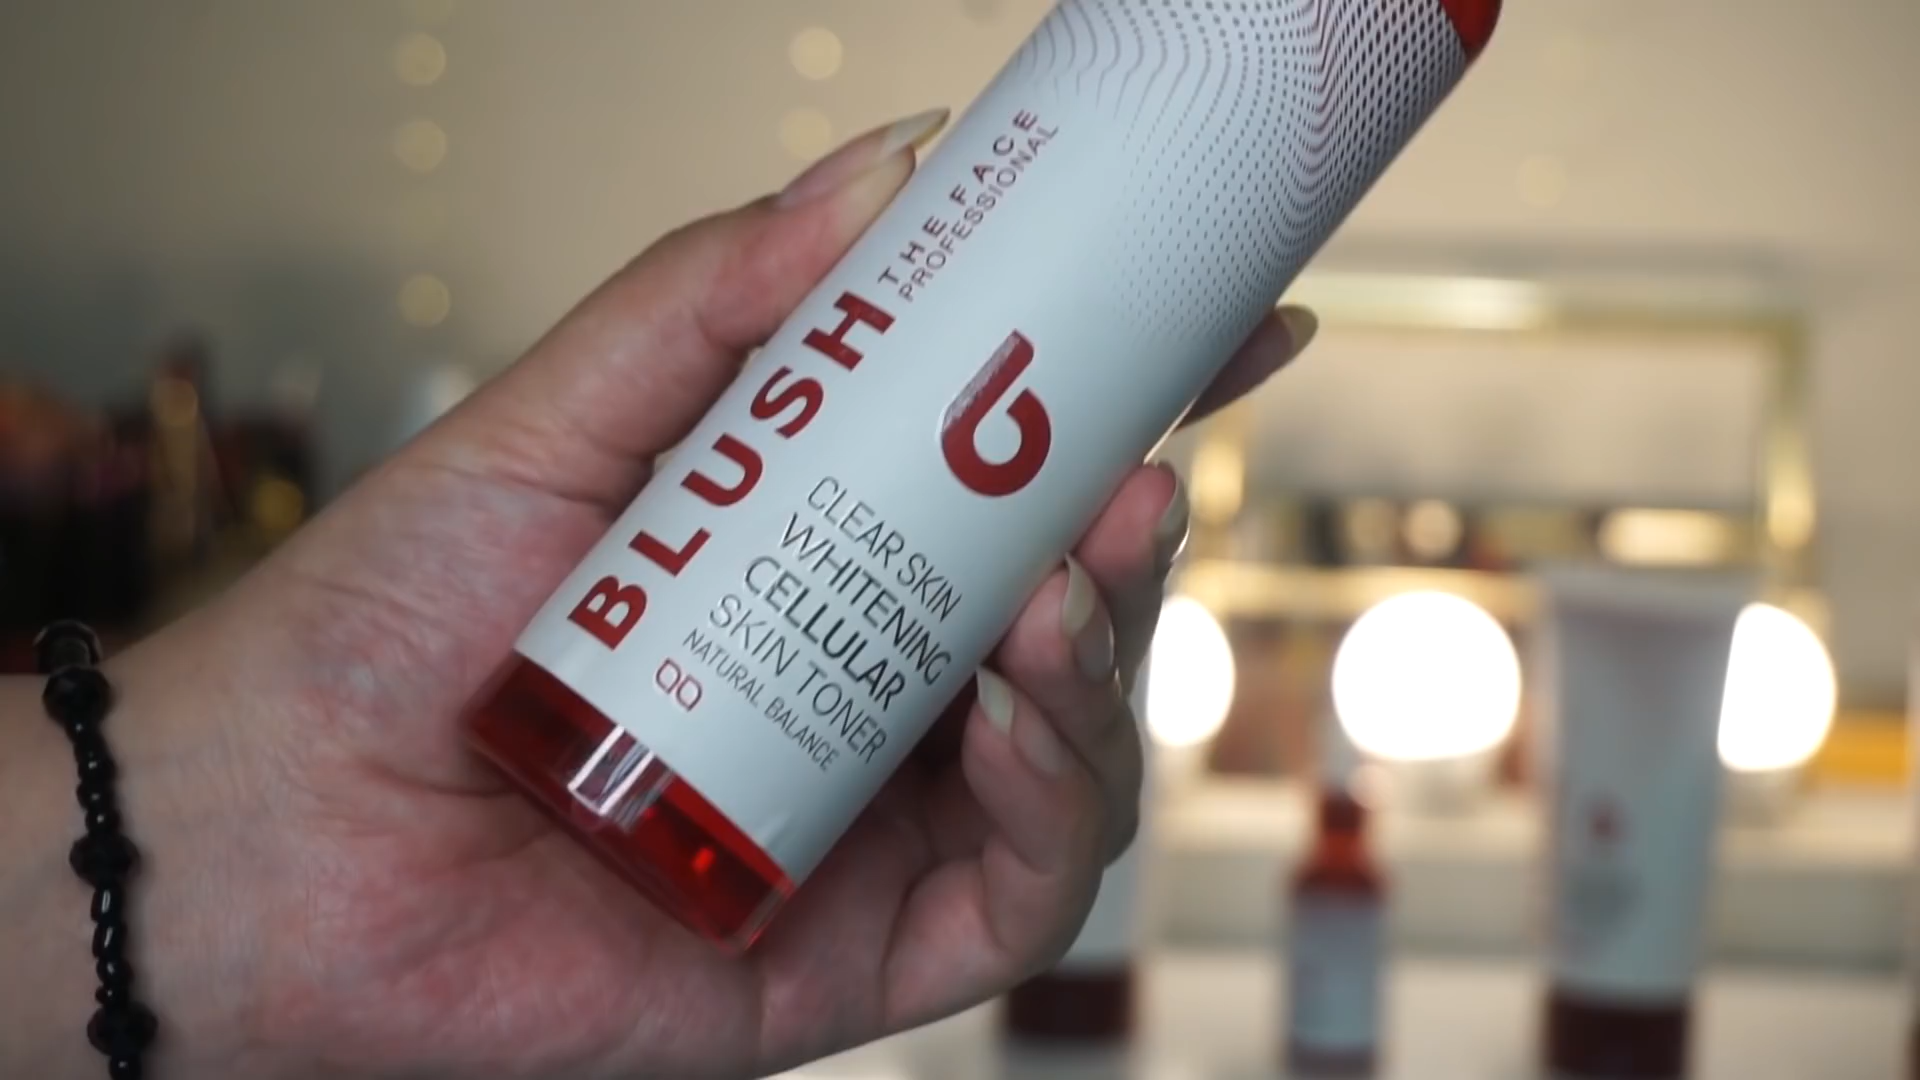 BLUSH
THE FACE
PROFESSIONAL
CLEAR SKIN
WHITENING
CELLULAR
SKIN TONER
NATURAL BALANCE